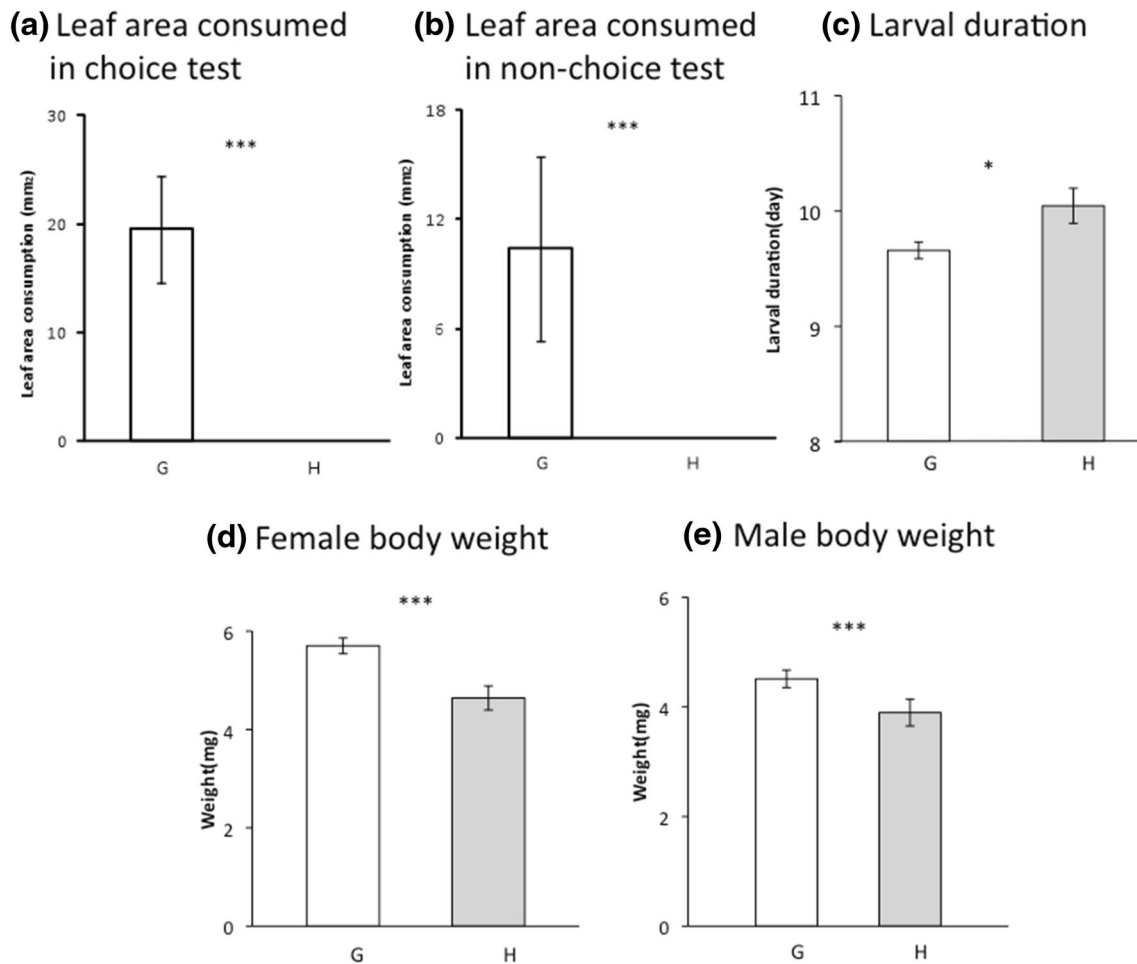 (a) Leaf area consumed
in choice test
Leaf area consumption (mm2)
30
20
10
0
***
G
H
(b) Leaf area consumed
in non-choice test
Leaf area consumption (mm2)
18
12
6
0
***
G
H
(c) Larval duration
Larval duration(day)
11
10
9
8
*
G
H
(d) Female body weight
Weight(mg)
6
4
2
0
***
G
H
(e) Male body weight
Weight(mg)
6
4
2
0
***
G
H